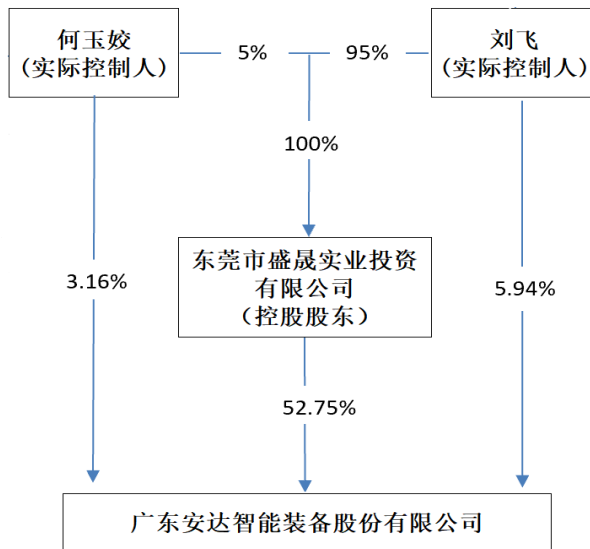 何玉姣
(实际控制人)
5%
95%
刘飞
(实际控制人)
100%
东莞市盛晟实业投资
有限公司
（控股股东）
3.16%
5.94%
52.75%
广东安达智能装备股份有限公司